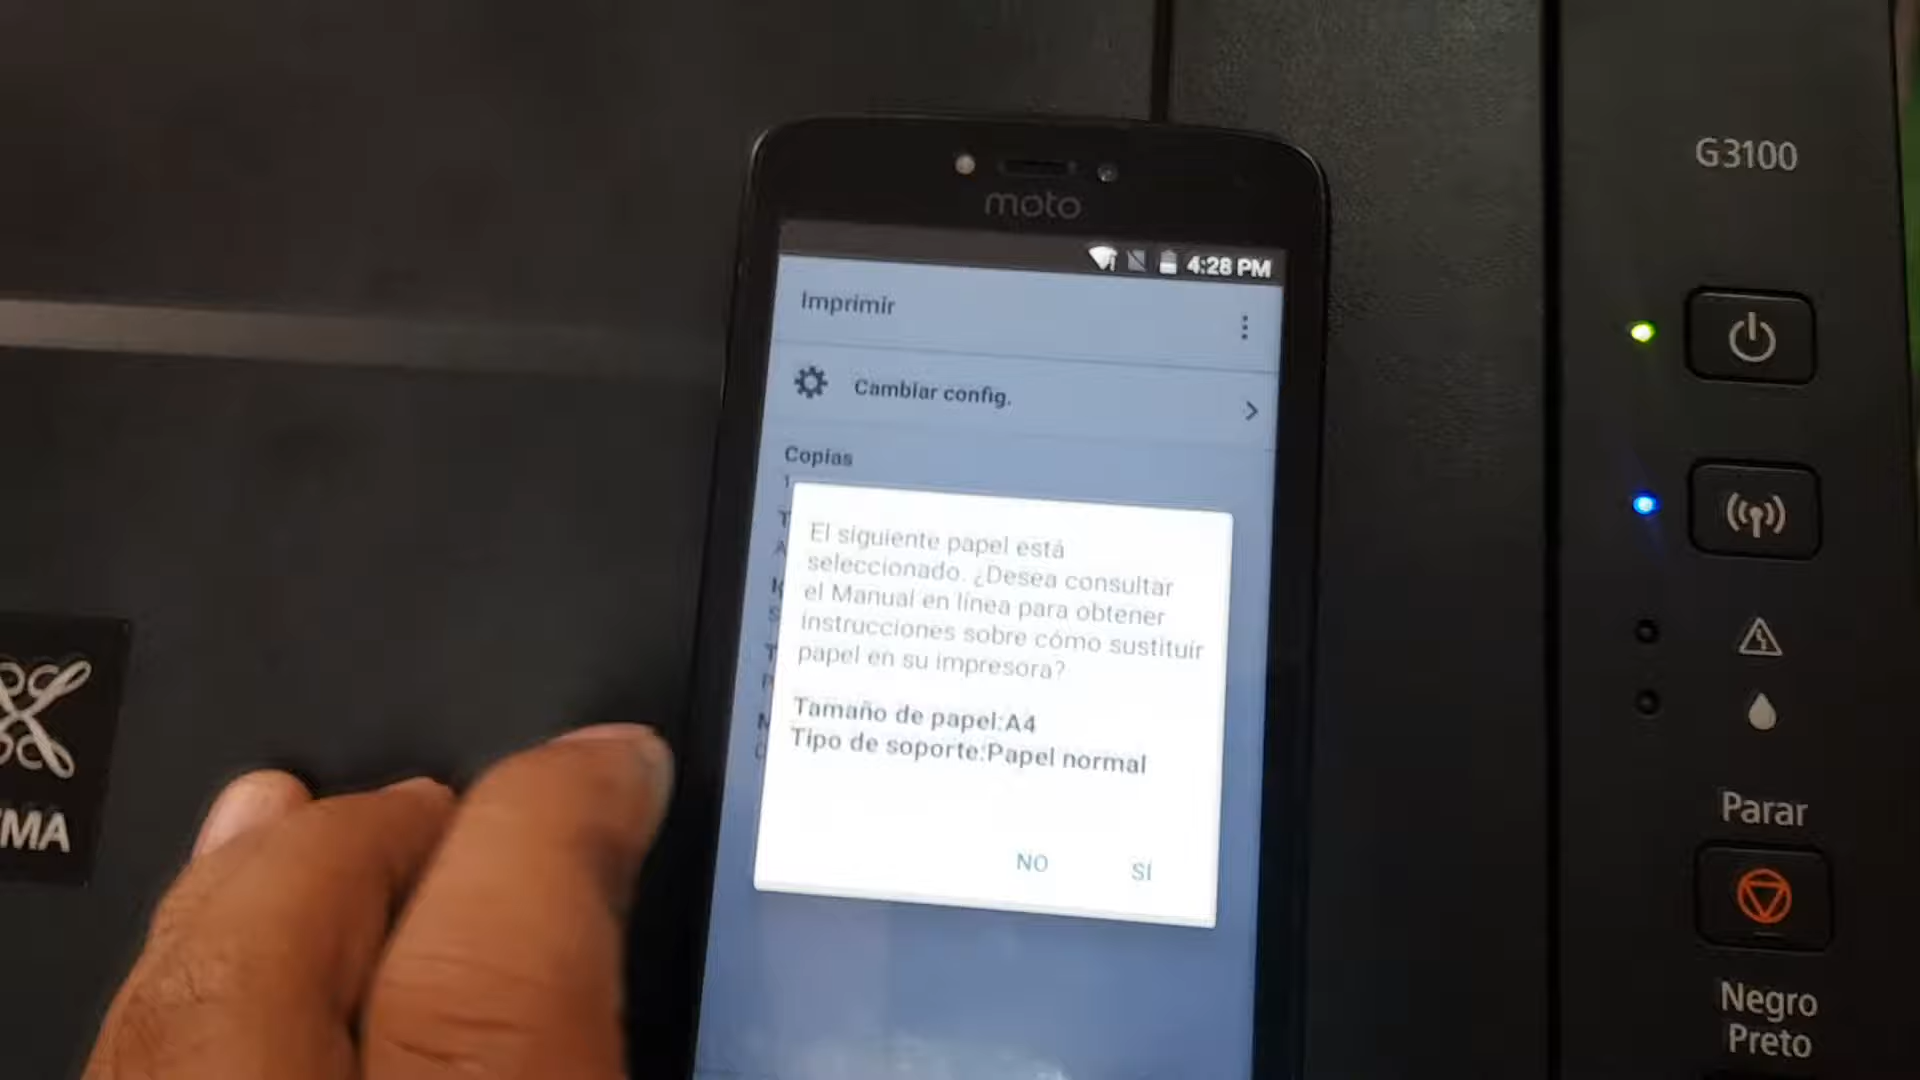 G3100
moto
4:28 PM
Imprimir
Cambiar config.
Copias
1
El siguiente papel está
seleccionado. ¿Desea consultar
el Manual en línea para obtener
instrucciones sobre cómo sustituir
papel en su impresora?
Tamaño de papel:A4
Tipo de soporte:Papel normal
NO
SÍ
MA
Parar
Negro
Preto